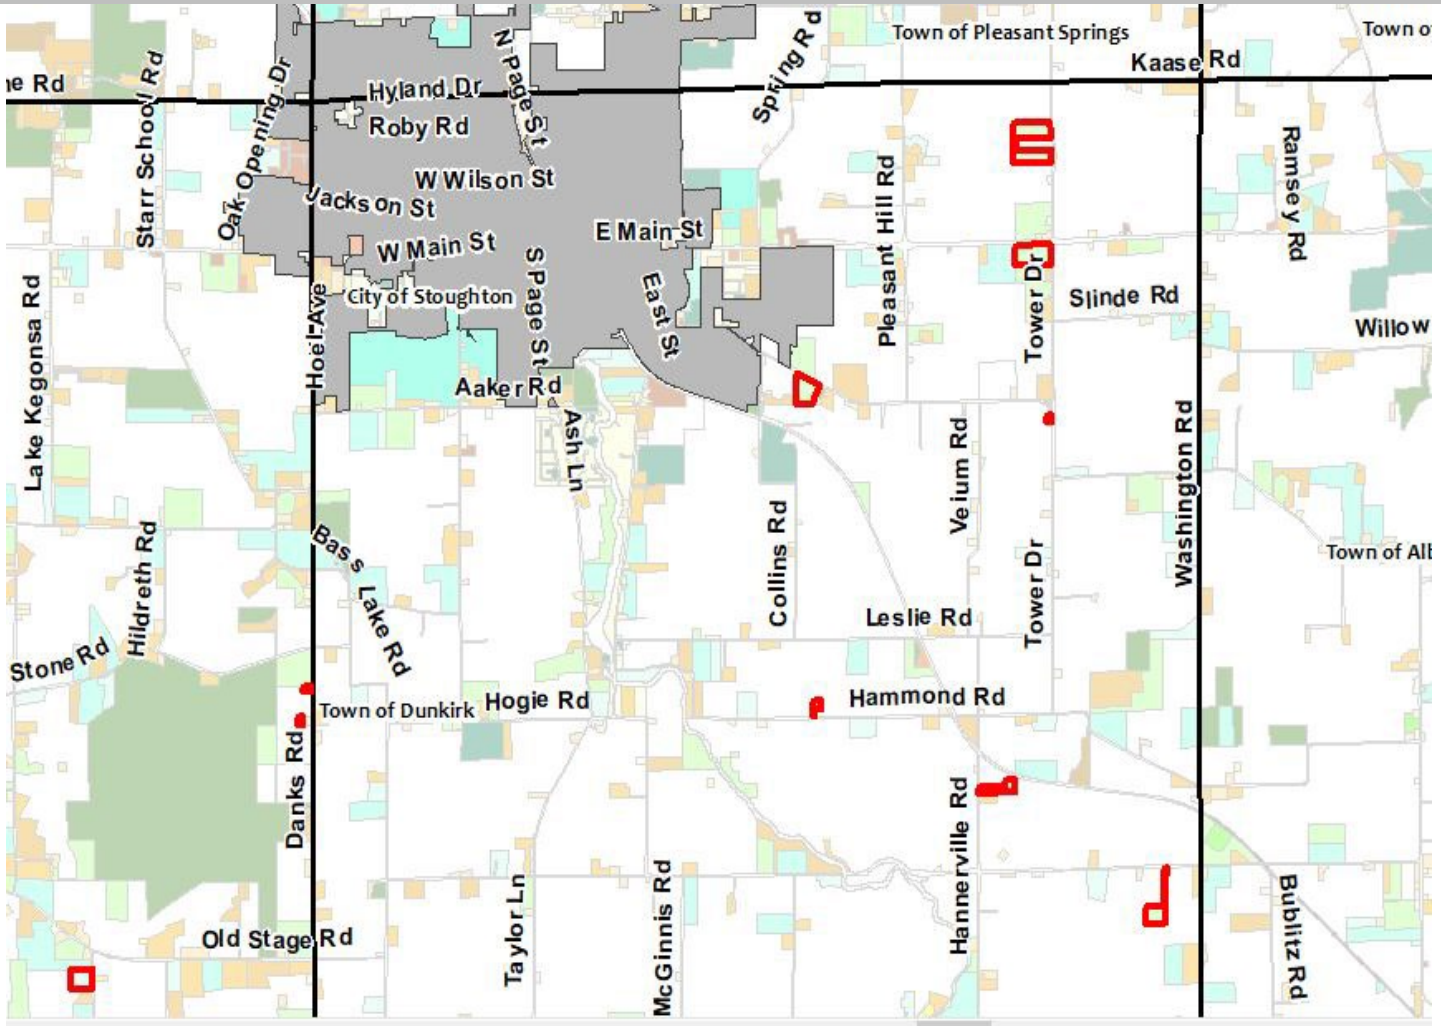 Town of Pleasant Springs
Town o
Kaase Rd
ne Rd
Hyland Dr
N Page St
Spring Rd
Starr School Rd
Oak Opening Dr
Roby Rd
W Wilson St
Jackson St
Pleasant Hill Rd
Ramsey Rd
W Main St
E Main St
S Page St
City of Stoughton
East St
Tower Dr
Slinde Rd
Willow
Lake Kegonsa Rd
Hoel Ave
Aaker Rd
Ash Ln
Veium Rd
Washington Rd
Collins Rd
Bass Lake Rd
Hildreth Rd
Town of Alb
Tower Dr
Leslie Rd
Stone Rd
Town of Dunkirk
Hogie Rd
Hammond Rd
Danks Rd
Hannerville Rd
Taylor Ln
McGinnis Rd
Bublitz Rd
Old Stage Rd